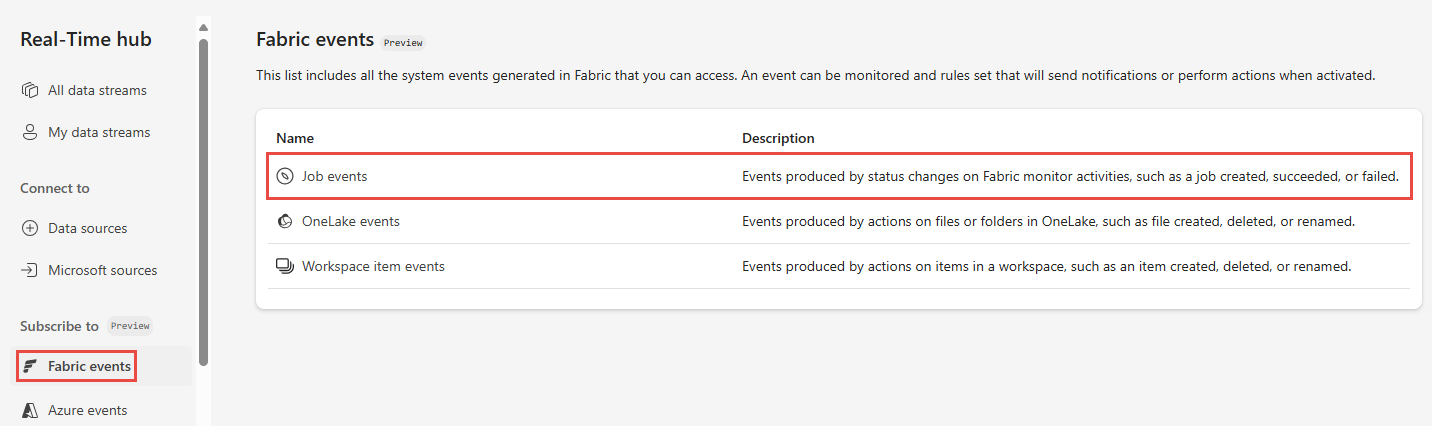 Real-Time hub
All data streams
My data streams
Connect to
Data sources
Microsoft sources
Subscribe to Preview
Fabric events
Azure events
Fabric events Preview
This list includes all the system events generated in Fabric that you can access. An event can be monitored and rules set that will send notifications or perform actions when activated.
Name Description
Job events Events produced by status changes on Fabric monitor activities, such as a job created, succeeded, or failed.
OneLake events Events produced by actions on files or folders in OneLake, such as file created, deleted, or renamed.
Workspace item events Events produced by actions on items in a workspace, such as an item created, deleted, or renamed.